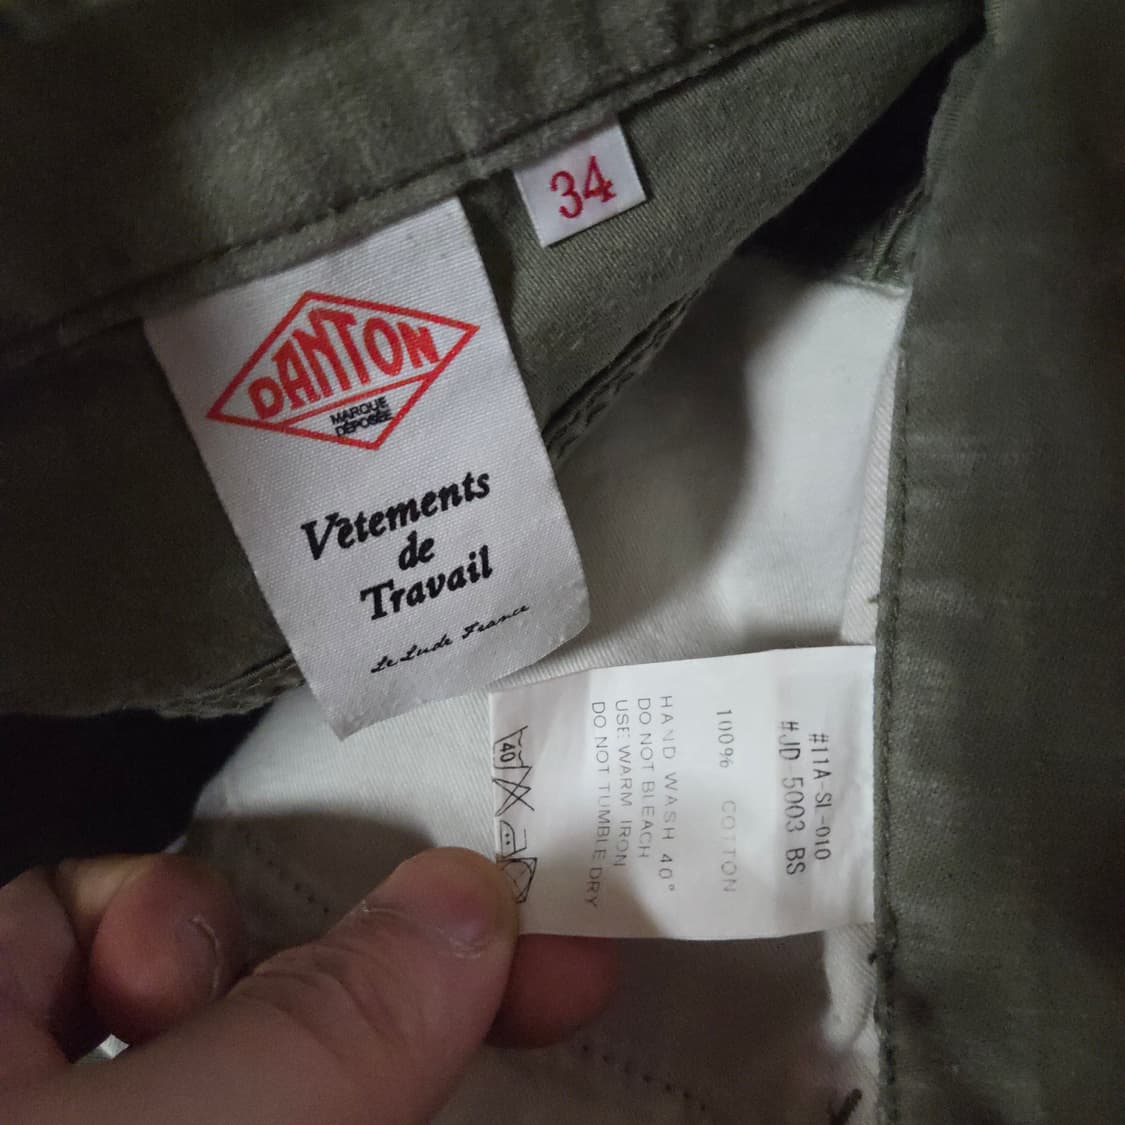 34
DANTON
MARQUE
DÉPOSÉE
Vêtements
de
Travail
Le Lude France
#11A-SI-010
#JD 5003 BS
100% COTTON
HAND WASH 40°
DO NOT BLEACH
USE WARM IRON
DO NOT TUMBLE DRY
40